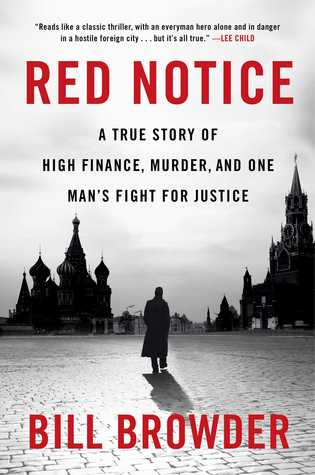 "Reads like a classic thriller, with an everyman hero alone and in danger
in a hostile foreign city . . . but it's all true." —LEE CHILD
RED NOTICE
A TRUE STORY OF
HIGH FINANCE, MURDER, AND ONE
MAN'S FIGHT FOR JUSTICE
BILL BROWDER